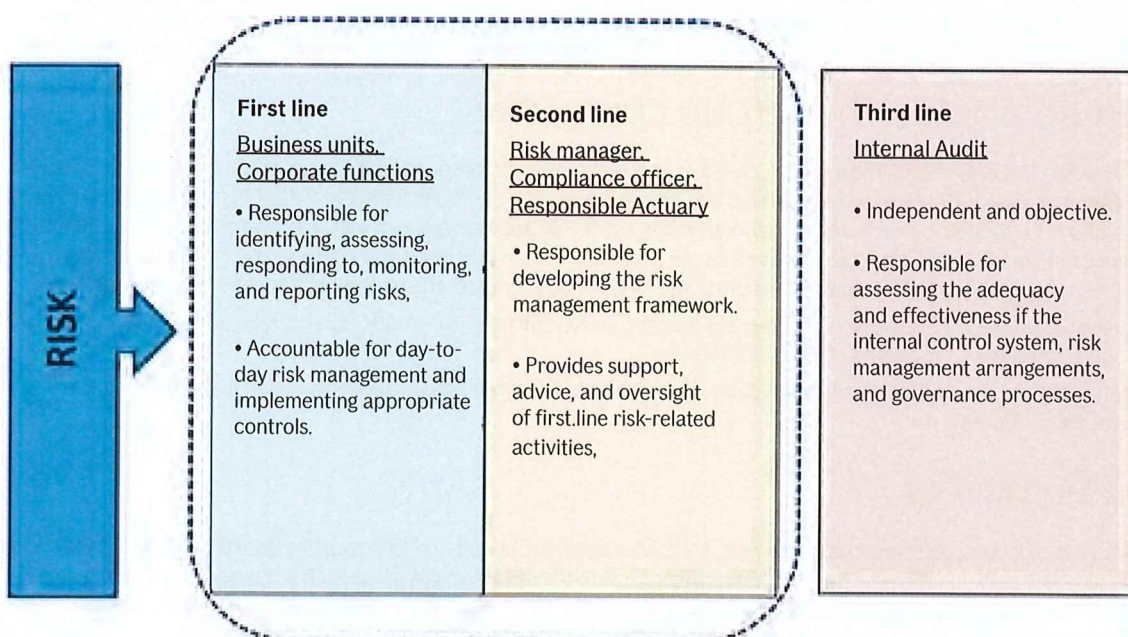 RISK
First line
Business units,
Corporate functions
• Responsible for
identifying, assessing,
responding to, monitoring,
and reporting risks,
• Accountable for day-to-
day risk management and
implementing appropriate
controls.
Second line
Risk manager,
Compliance officer,
Responsible Actuary
• Responsible for
developing the risk
management framework.
• Provides support,
advice, and oversight
of first.line risk-related
activities,
Third line
Internal Audit
• Independent and objective.
• Responsible for
assessing the adequacy
and effectiveness if the
internal control system, risk
management arrangements,
and governance processes.